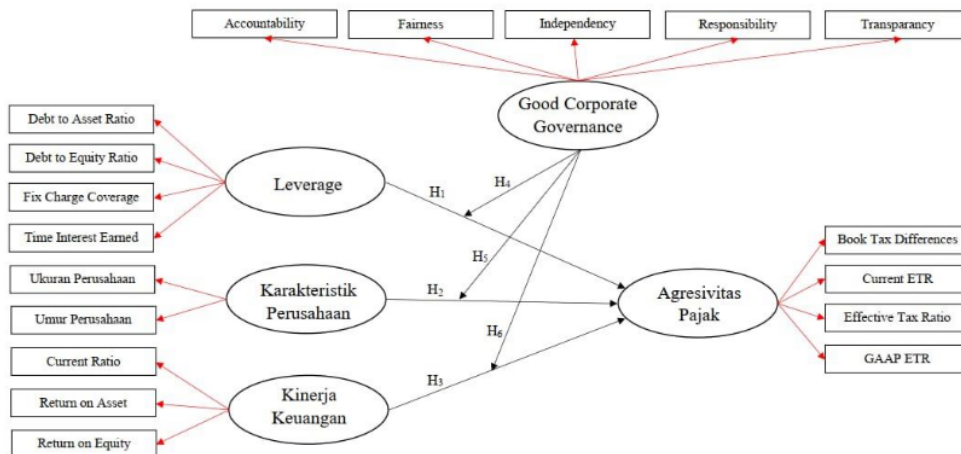 Accountability
Fairness
Independency
Responsibility
Transparancy
Good Corporate
Governance
Debt to Asset Ratio
Debt to Equity Ratio
Fix Charge Coverage
Time Interest Earned
Leverage
H1
H4
H5
Ukuran Perusahaan
Umur Perusahaan
Karakteristik
Perusahaan
H2
H6
Current Ratio
Return on Asset
Return on Equity
Kinerja
Keuangan
H3
Agresivitas
Pajak
Book Tax Differences
Current ETR
Effective Tax Ratio
GAAP ETR